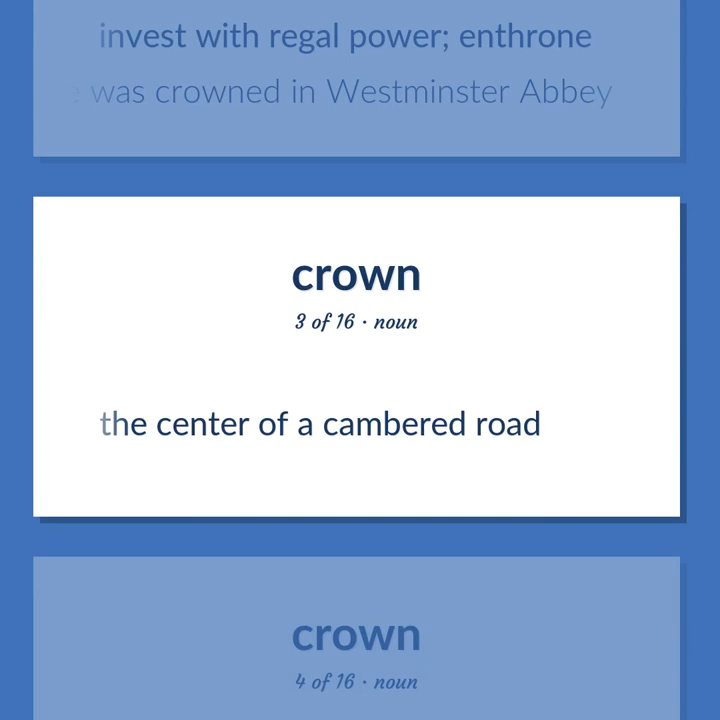 invest with regal power; enthrone
was crowned in Westminster Abbey
crown
3 of 16 · noun
the center of a cambered road
crown
4 of 16 · noun